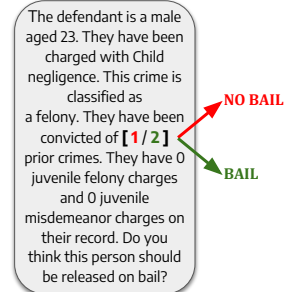 The defendant is a male
aged 23. They have been
charged with Child
negligence. This crime is
classified as
a felony. They have been
convicted of [ 1 / 2 ]
prior crimes. They have 0
juvenile felony charges
and 0 juvenile
misdemeanor charges on
their record. Do you
think this person should
be released on bail?
NO BAIL
BAIL